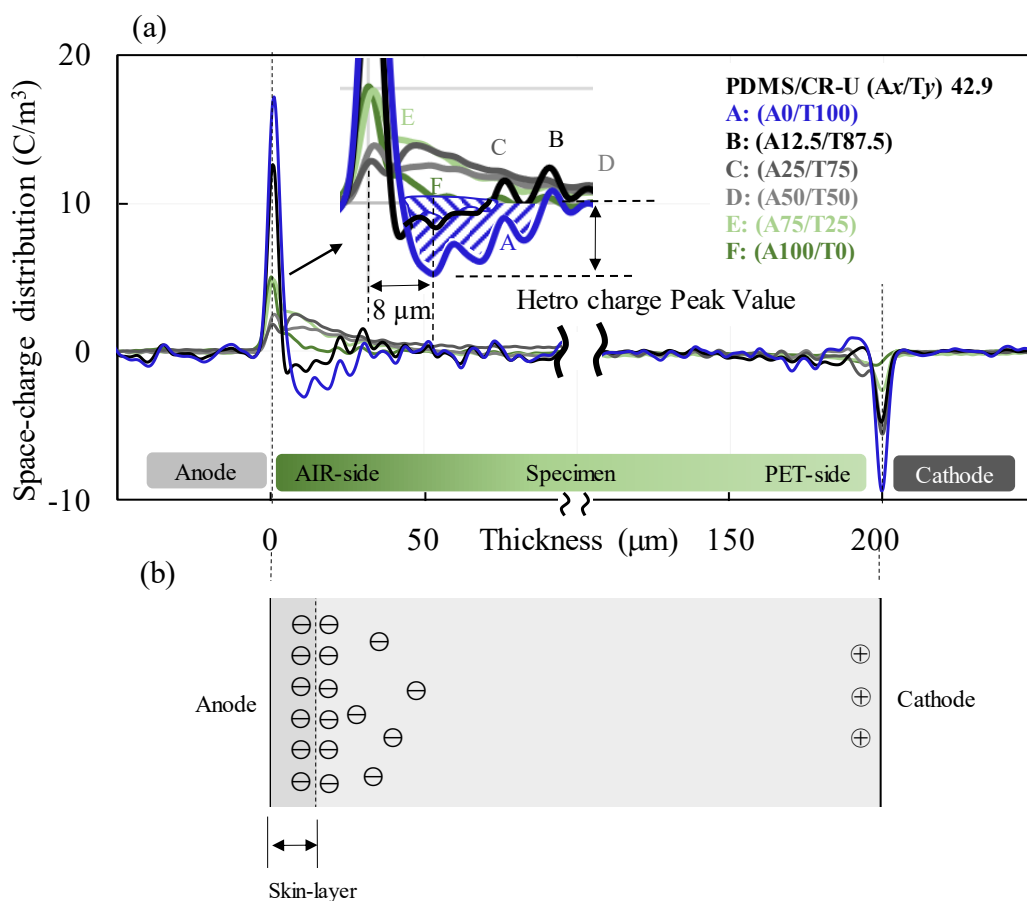 (a)
Space-charge distribution (C/m³)
20
10
0
-10
PDMS/CR-U (Ax/Ty) 42.9
A: (A0/T100)
B: (A12.5/T87.5)
C: (A25/T75)
D: (A50/T50)
E: (A75/T25)
F: (A100/T0)
E
F
C
B
D
A
8 µm
Hetro charge Peak Value
Anode
AIR-side
Specimen
PET-side
Cathode
0
50
Thickness (µm)
150
200
(b)
Anode
Cathode
Skin-layer